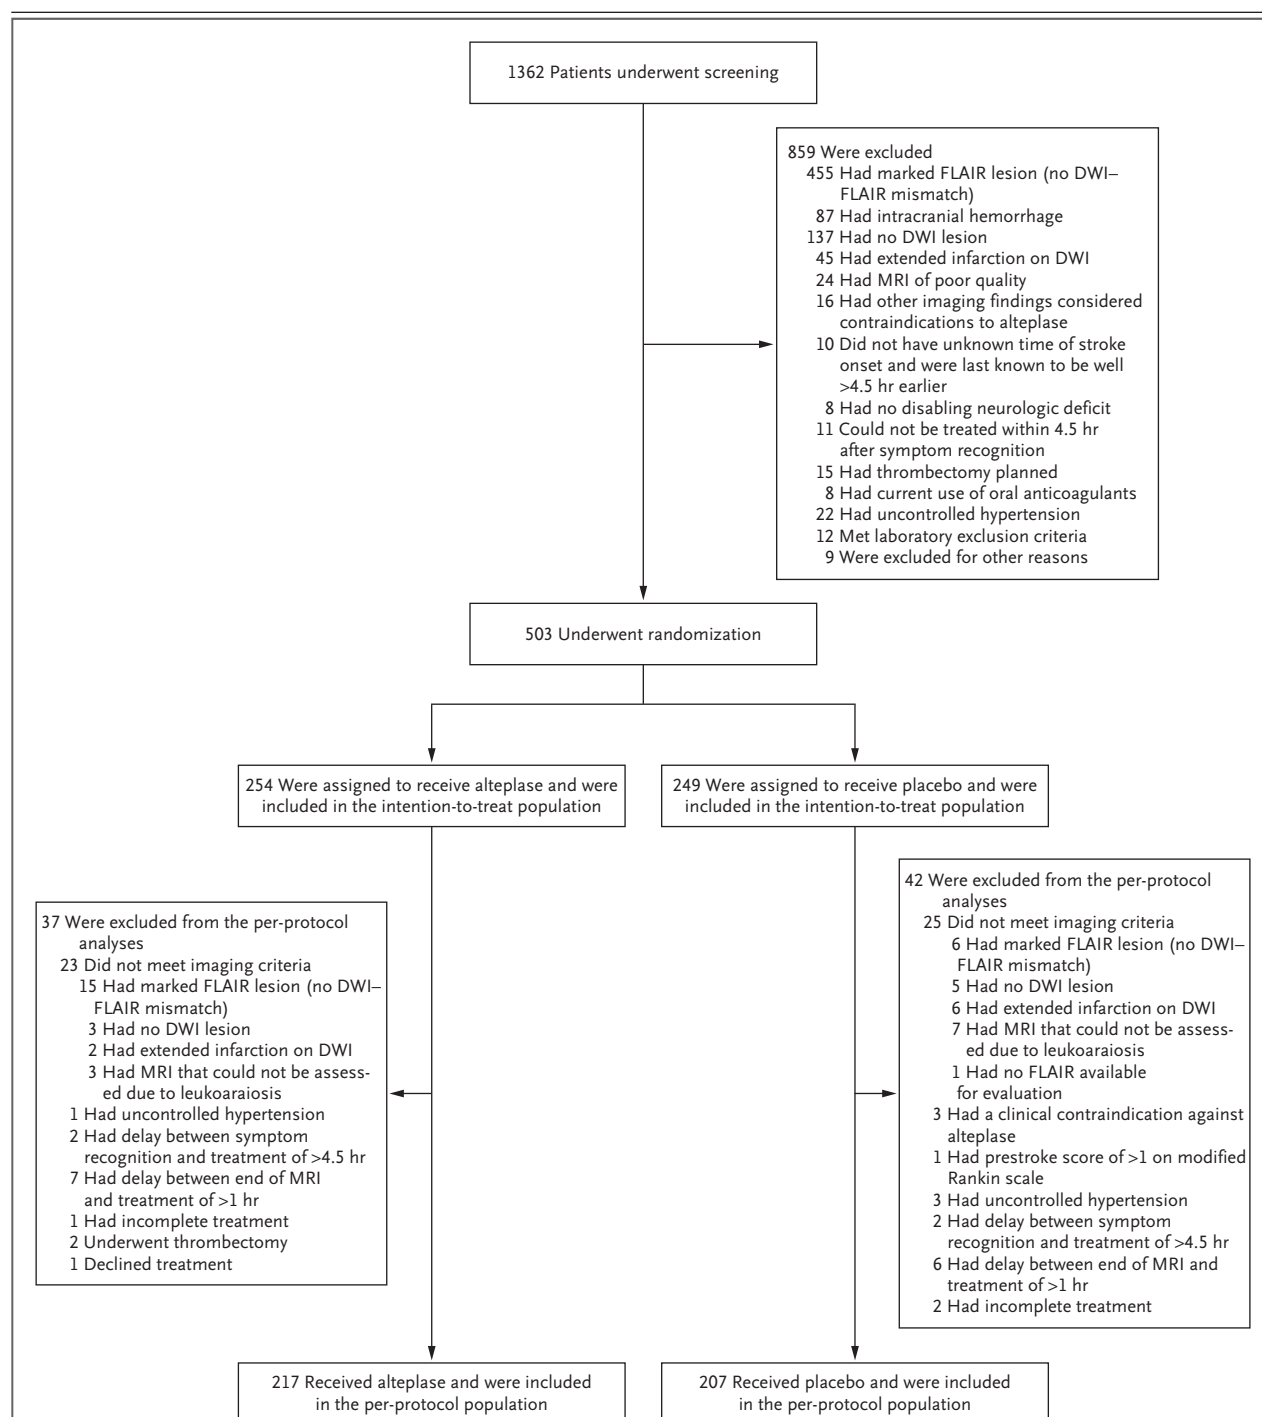 1362 Patients underwent screening
859 Were excluded
455 Had marked FLAIR lesion (no DWI–
FLAIR mismatch)
87 Had intracranial hemorrhage
137 Had no DWI lesion
45 Had extended infarction on DWI
24 Had MRI of poor quality
16 Had other imaging findings considered
contraindications to alteplase
10 Did not have unknown time of stroke
onset and were last known to be well
>4.5 hr earlier
8 Had no disabling neurologic deficit
11 Could not be treated within 4.5 hr
after symptom recognition
15 Had thrombectomy planned
8 Had current use of oral anticoagulants
22 Had uncontrolled hypertension
12 Met laboratory exclusion criteria
9 Were excluded for other reasons
503 Underwent randomization
254 Were assigned to receive alteplase and were
included in the intention-to-treat population
249 Were assigned to receive placebo and were
included in the intention-to-treat population
37 Were excluded from the per-protocol
analyses
23 Did not meet imaging criteria
15 Had marked FLAIR lesion (no DWI–
FLAIR mismatch)
3 Had no DWI lesion
2 Had extended infarction on DWI
3 Had MRI that could not be assess-
ed due to leukoaraiosis
1 Had uncontrolled hypertension
2 Had delay between symptom
recognition and treatment of >4.5 hr
7 Had delay between end of MRI
and treatment of >1 hr
1 Had incomplete treatment
2 Underwent thrombectomy
1 Declined treatment
42 Were excluded from the per-protocol
analyses
25 Did not meet imaging criteria
6 Had marked FLAIR lesion (no DWI–
FLAIR mismatch)
5 Had no DWI lesion
6 Had extended infarction on DWI
7 Had MRI that could not be assess-
ed due to leukoaraiosis
1 Had no FLAIR available
for evaluation
3 Had a clinical contraindication against
alteplase
1 Had prestroke score of >1 on modified
Rankin scale
3 Had uncontrolled hypertension
2 Had delay between symptom
recognition and treatment of >4.5 hr
6 Had delay between end of MRI and
treatment of >1 hr
2 Had incomplete treatment
217 Received alteplase and were included
in the per-protocol population
207 Received placebo and were included
in the per-protocol population